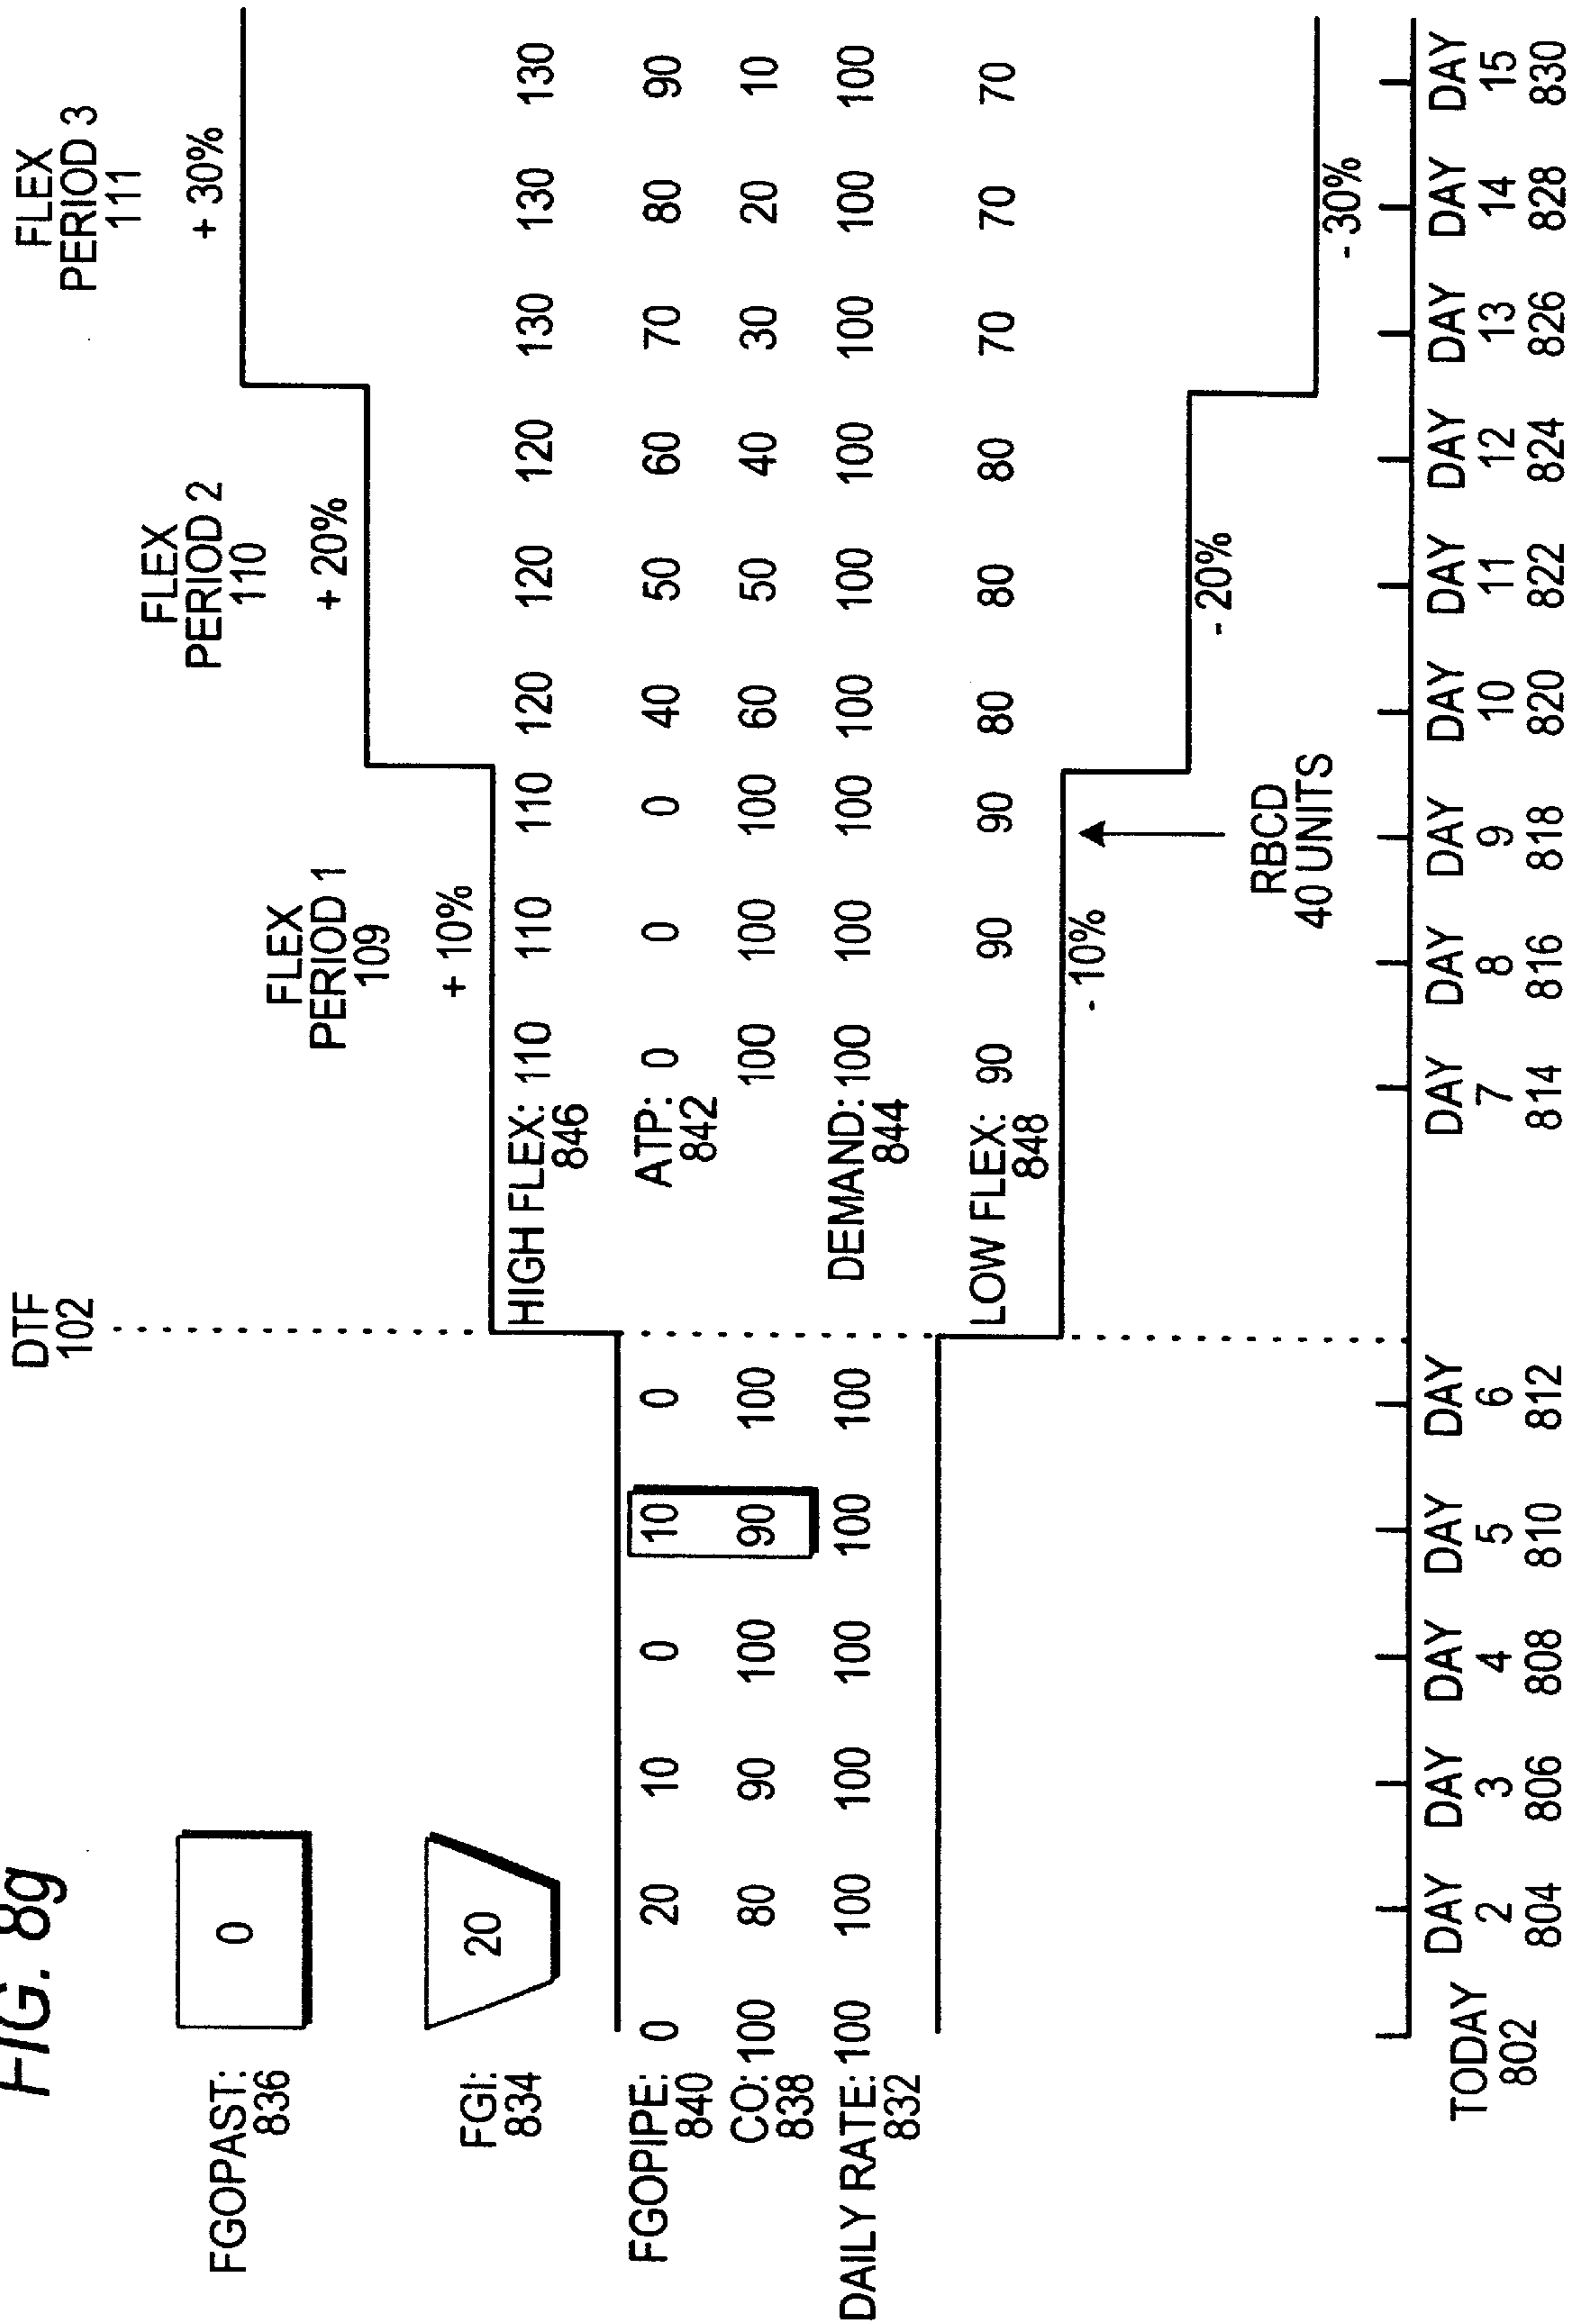 FIG. 8g
DTF
102
FLEX
PERIOD 3
111
+ 30%
FLEX
PERIOD 2
110
+ 20%
FLEX
PERIOD 1
109
+ 10%
FGOPAST:
836
0
FGI:
834
20
HIGH FLEX: 110 110 110 120 120 120 130 130 130
846
FGOPIPE: 0 20 10 0 10 0
840
ATP: 0 0 0 40 50 60 70 80 90
842
CO: 100 80 90 100 90 100 100 100 100 60 50 40 30 20 10
838
DAILY RATE: 100 100 100 100 100 100
832
DEMAND: 100 100 100 100 100 100 100 100 100
844
LOW FLEX: 90 90 90 80 80 80 70 70 70
848
- 10%
- 20%
- 30%
RBCD
40 UNITS
TODAY
802
DAY
2
804
DAY
3
806
DAY
4
808
DAY
5
810
DAY
6
812
DAY
7
814
DAY
8
816
DAY
9
818
DAY
10
820
DAY
11
822
DAY
12
824
DAY
13
826
DAY
14
828
DAY
15
830